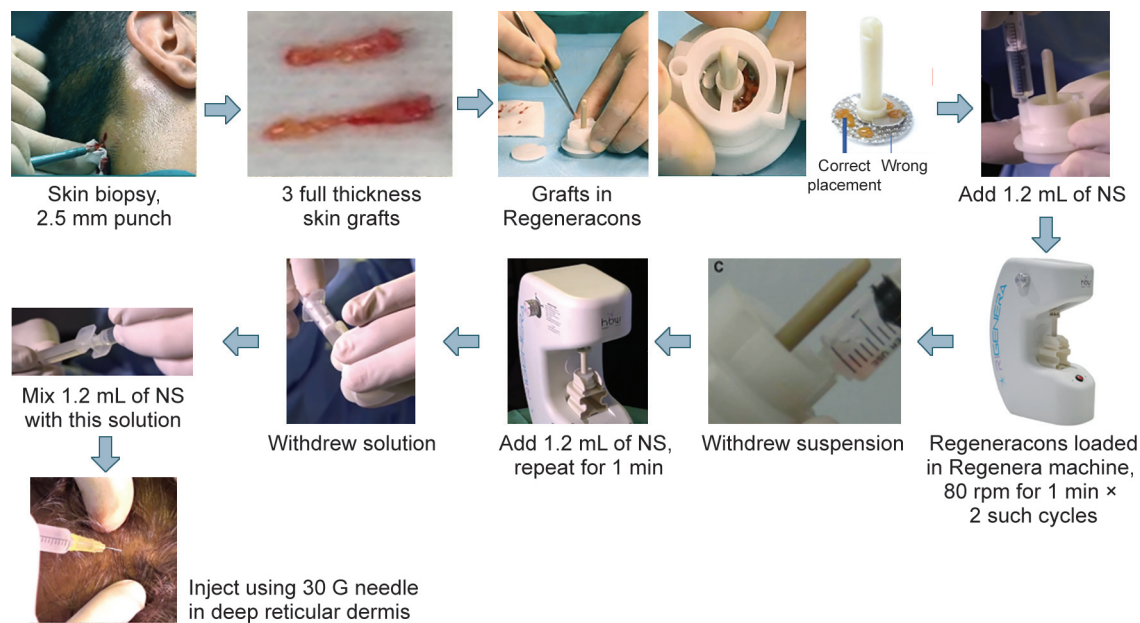 Skin biopsy,
2.5 mm punch
3 full thickness
skin grafts
Grafts in
Regeneracons
Correct
placement
Wrong
Add 1.2 mL of NS
Regeneracons loaded
in Regenera machine,
80 rpm for 1 min ×
2 such cycles
RIGENERA
hbw
C
Withdrew suspension
hbw
Add 1.2 mL of NS,
repeat for 1 min
Withdrew solution
Mix 1.2 mL of NS
with this solution
Inject using 30 G needle
in deep reticular dermis